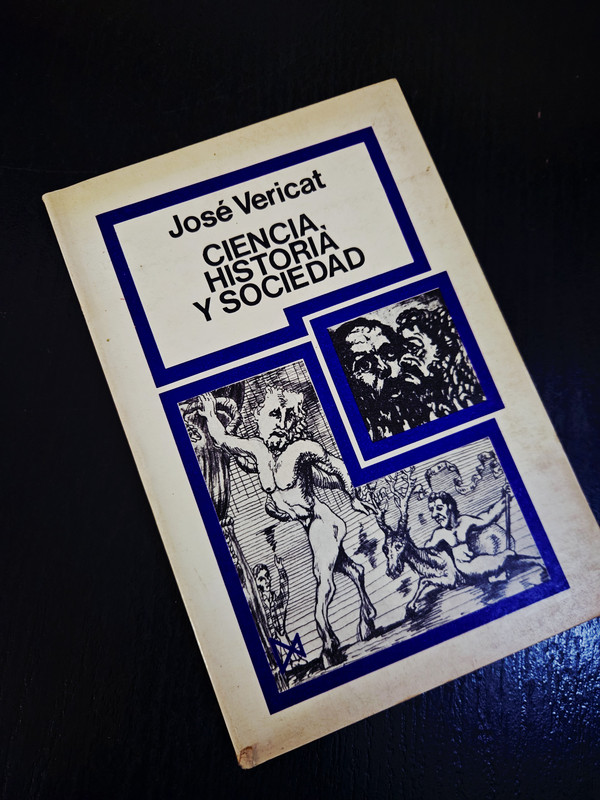 José Vericat
CIENCIA,
HISTORIA
Y SOCIEDAD